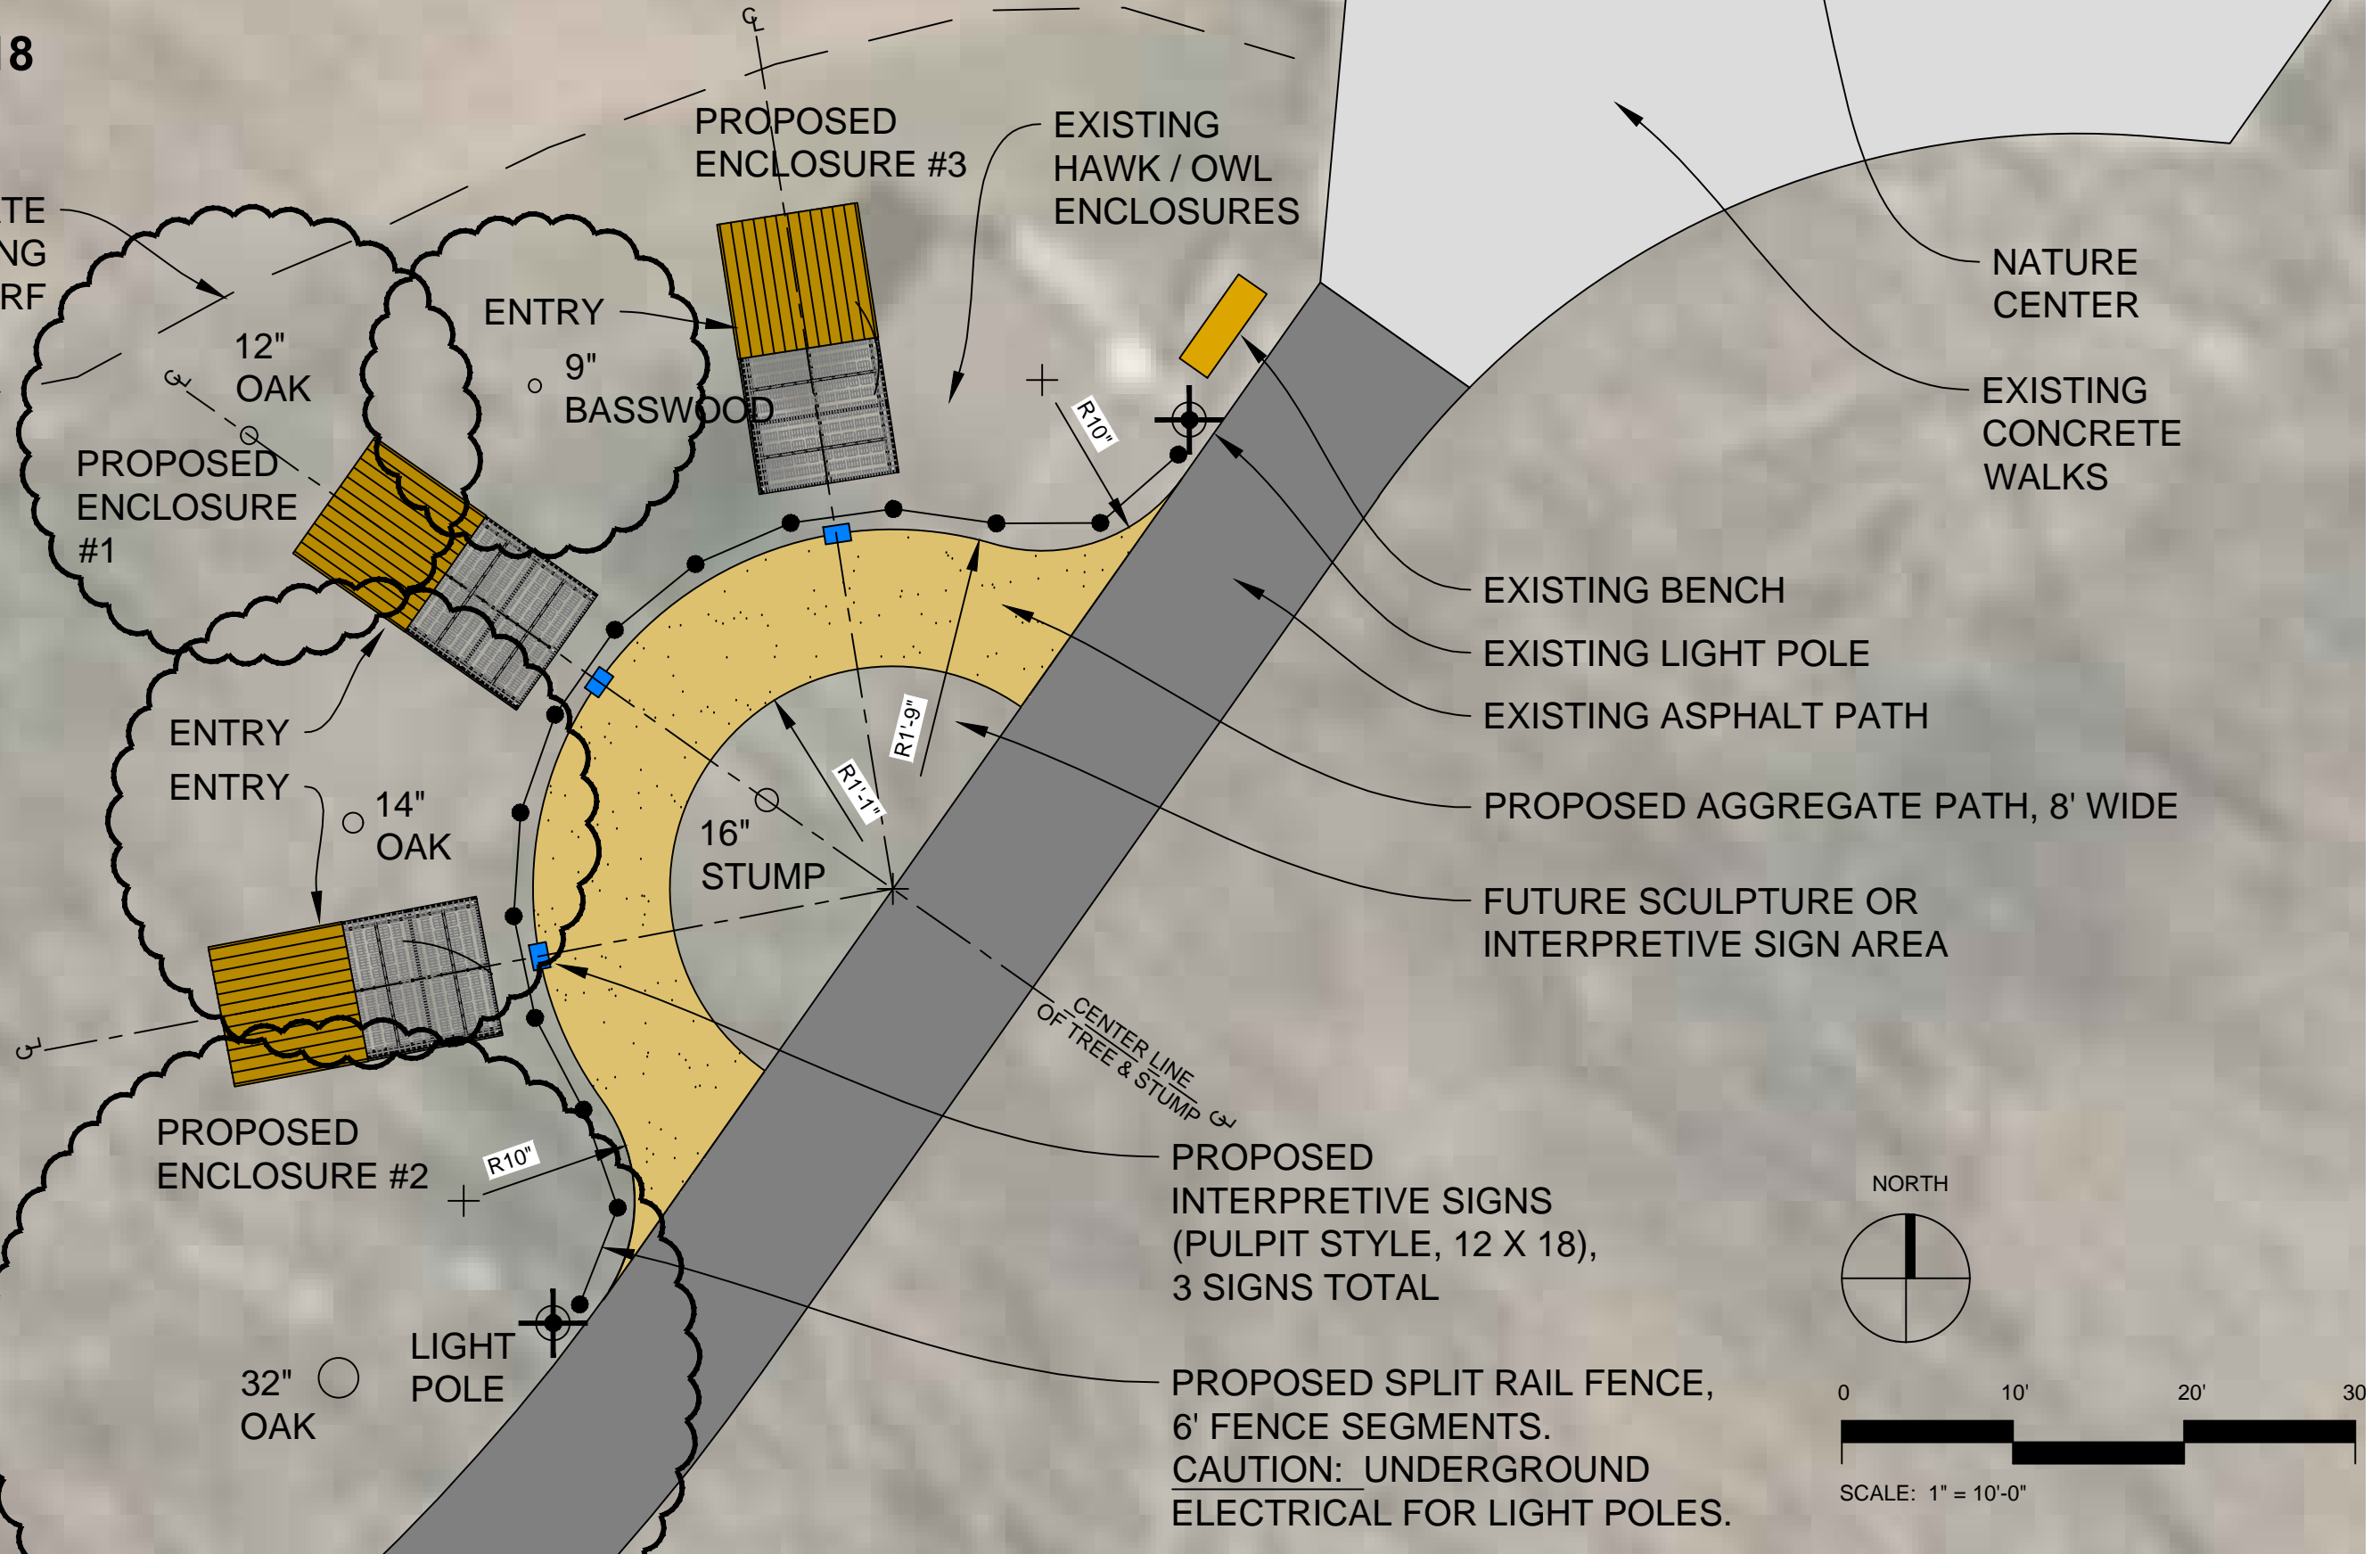 18
PROPOSED
ENCLOSURE #3
EXISTING
HAWK / OWL
ENCLOSURES
ENTRY
12"
OAK
9"
BASSWOOD
PROPOSED
ENCLOSURE
#1
R10"
NATURE
CENTER
EXISTING
CONCRETE
WALKS
EXISTING BENCH
EXISTING LIGHT POLE
EXISTING ASPHALT PATH
PROPOSED AGGREGATE PATH, 8' WIDE
FUTURE SCULPTURE OR
INTERPRETIVE SIGN AREA
ENTRY
ENTRY
14"
OAK
R1'-9"
R1'-1"
16"
STUMP
CENTER LINE
OF TREE & STUMP
PROPOSED
ENCLOSURE #2
R10"
PROPOSED
INTERPRETIVE SIGNS
(PULPIT STYLE, 12 X 18),
3 SIGNS TOTAL
LIGHT
POLE
32"
OAK
PROPOSED SPLIT RAIL FENCE,
6' FENCE SEGMENTS.
CAUTION: UNDERGROUND
ELECTRICAL FOR LIGHT POLES.
NORTH
0 10' 20' 30
SCALE: 1" = 10'-0"